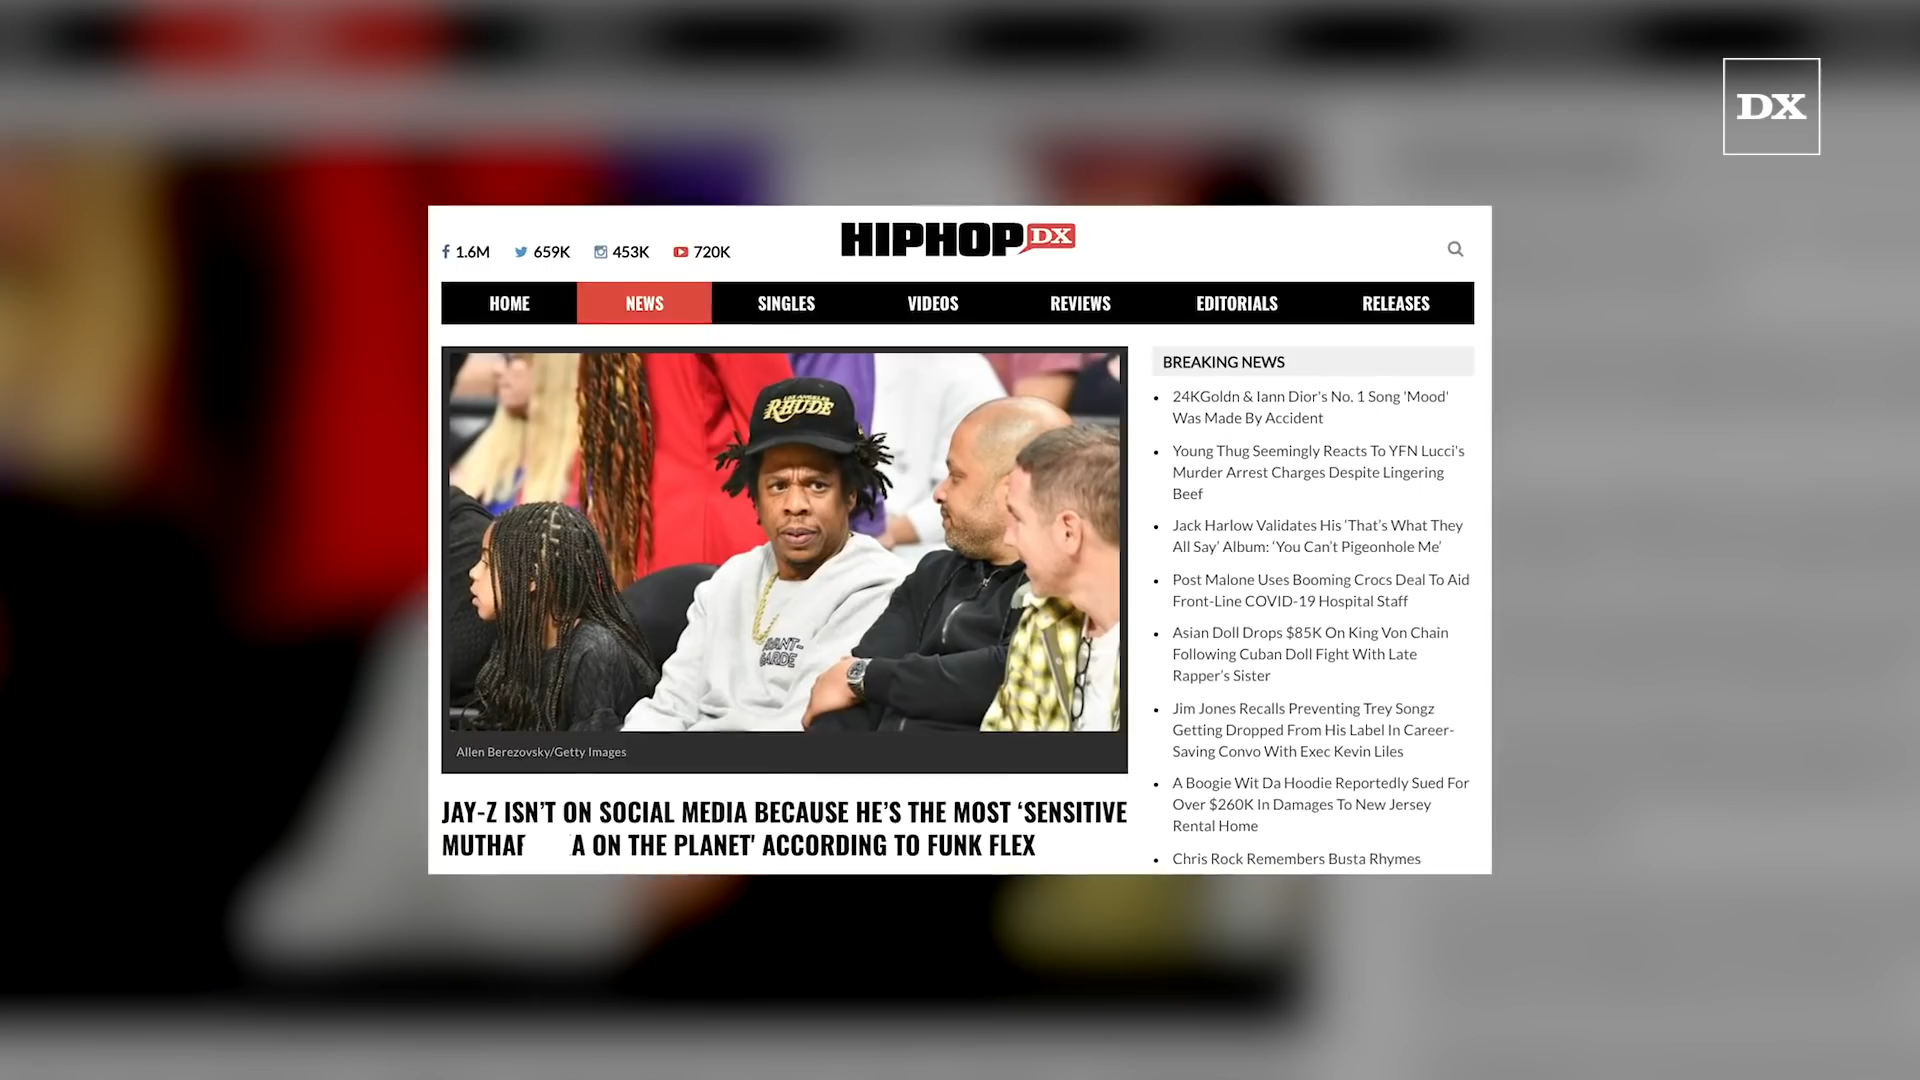 DX
HIPHOP DX
1.6M 659K 453K 720K
HOME NEWS SINGLES VIDEOS REVIEWS EDITORIALS RELEASES
LOS ANGELES
RHUDE
AVANT-
GARDE
Allen Berezovsky/Getty Images
JAY-Z ISN'T ON SOCIAL MEDIA BECAUSE HE'S THE MOST ‘SENSITIVE
MUTHAF A ON THE PLANET' ACCORDING TO FUNK FLEX
BREAKING NEWS
24KGoldn & Iann Dior's No. 1 Song 'Mood'
Was Made By Accident
Young Thug Seemingly Reacts To YFN Lucci's
Murder Arrest Charges Despite Lingering
Beef
Jack Harlow Validates His ‘That’s What They
All Say’ Album: ‘You Can’t Pigeonhole Me’
Post Malone Uses Booming Crocs Deal To Aid
Front-Line COVID-19 Hospital Staff
Asian Doll Drops $85K On King Von Chain
Following Cuban Doll Fight With Late
Rapper’s Sister
Jim Jones Recalls Preventing Trey Songz
Getting Dropped From His Label In Career-
Saving Convo With Exec Kevin Liles
A Boogie Wit Da Hoodie Reportedly Sued For
Over $260K In Damages To New Jersey
Rental Home
Chris Rock Remembers Busta Rhymes